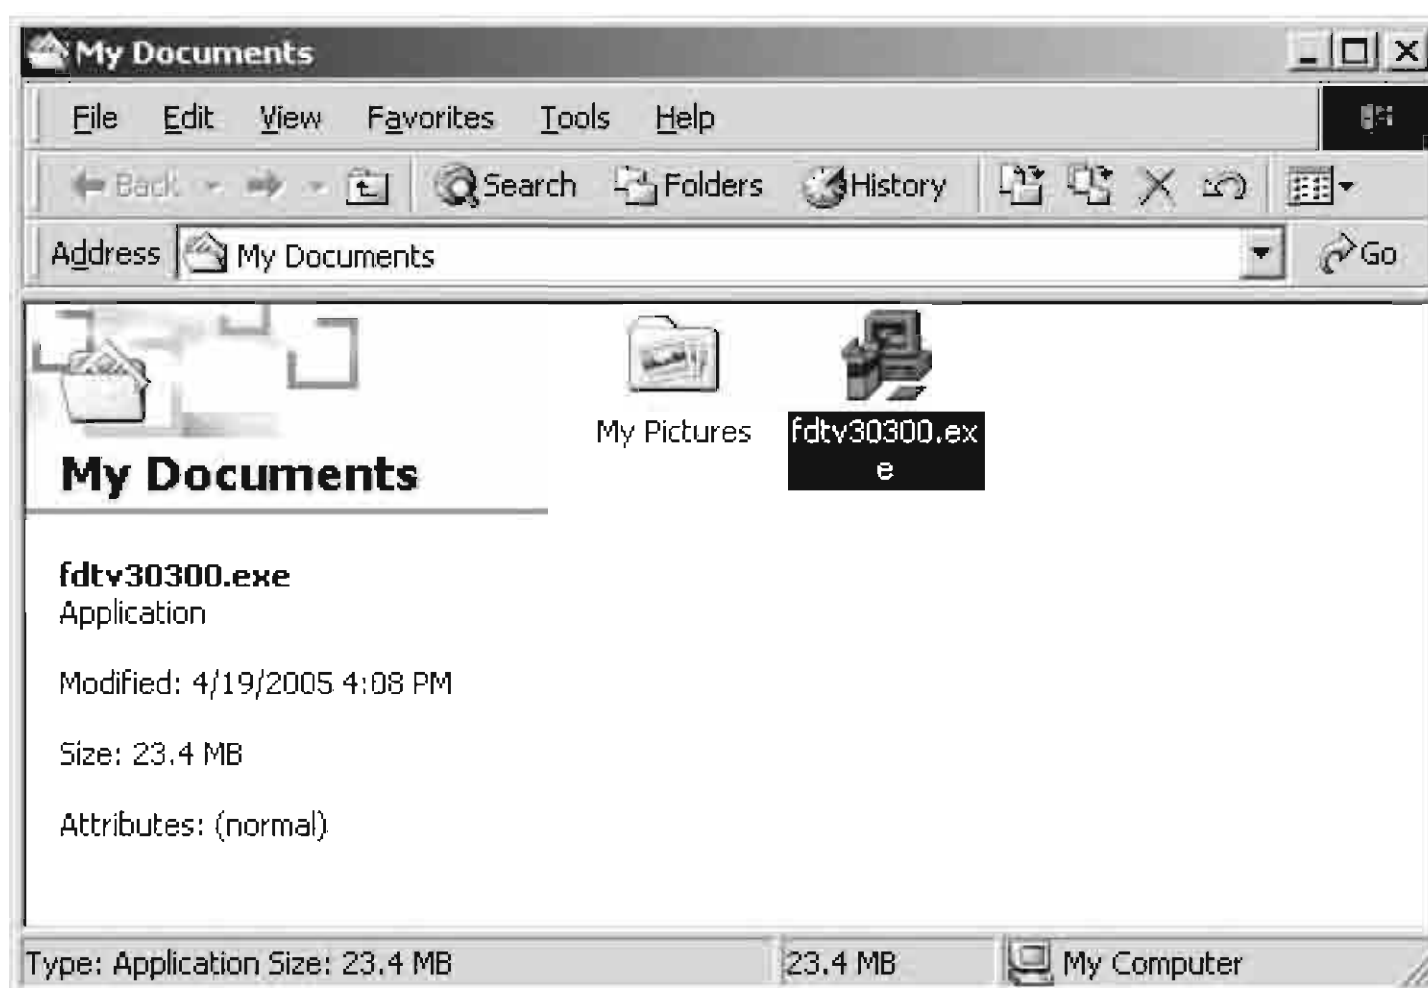 My Documents
File Edit View Favorites Tools Help
Back Search Folders History
Address My Documents Go
My Pictures
fdtv30300.ex
e
My Documents
fdtv30300.exe
Application
Modified: 4/19/2005 4:08 PM
Size: 23.4 MB
Attributes: (normal)
Type: Application Size: 23.4 MB 23.4 MB My Computer